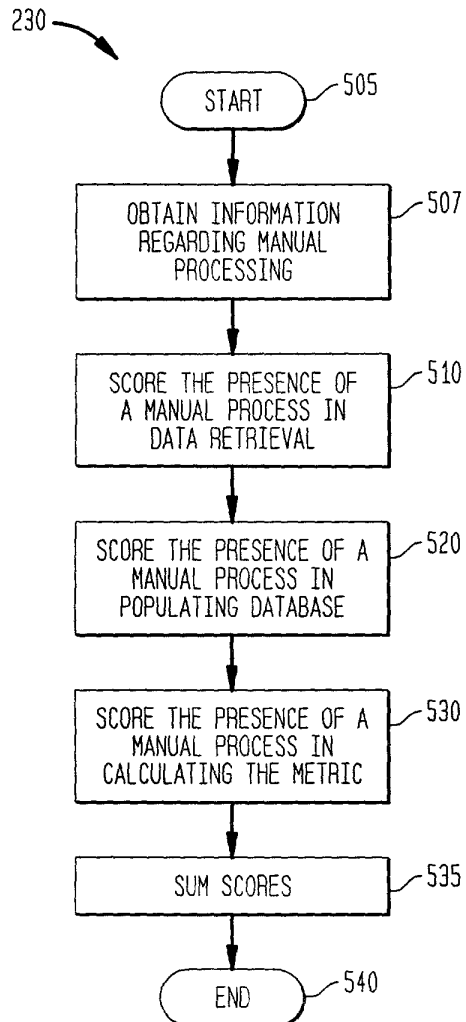 230
START
505
OBTAIN INFORMATION
REGARDING MANUAL
PROCESSING
507
SCORE THE PRESENCE OF
A MANUAL PROCESS IN
DATA RETRIEVAL
510
SCORE THE PRESENCE OF A
MANUAL PROCESS IN
POPULATING DATABASE
520
SCORE THE PRESENCE OF A
MANUAL PROCESS IN
CALCULATING THE METRIC
530
SUM SCORES
535
END
540